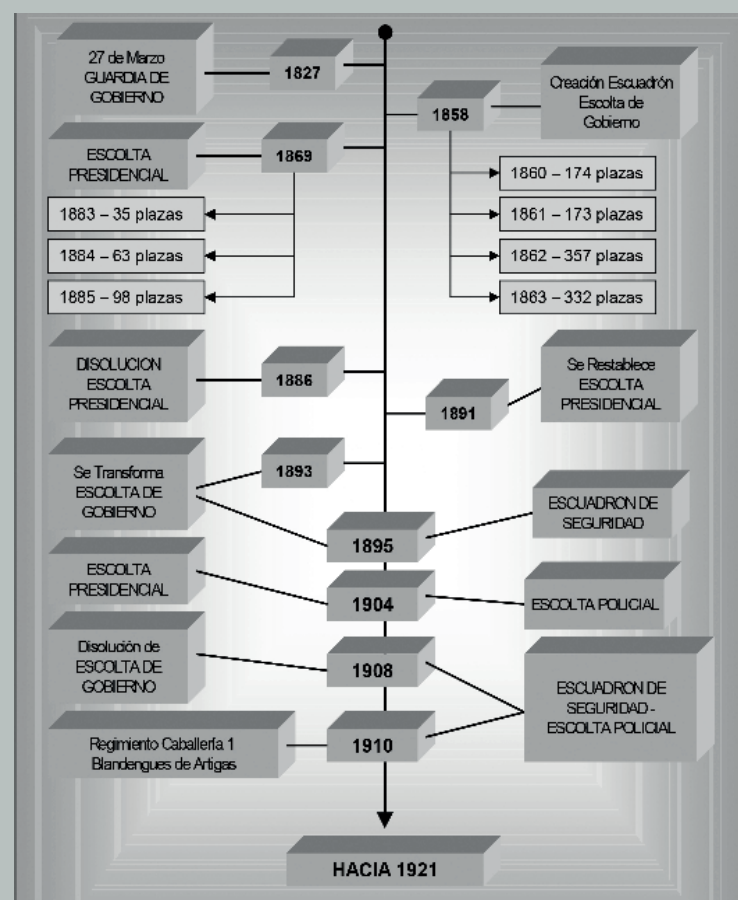 27 de Marzo
GUARDIA DE
GOBIERNO
1827
1858
Creación Escuadrón
Escolta de
Gobierno
ESCOLTA
PRESIDENCIAL
1869
1860 – 174 plazas
1861 – 173 plazas
1862 – 357 plazas
1863 – 332 plazas
1883 – 35 plazas
1884 – 63 plazas
1885 – 98 plazas
DISOLUCION
ESCOLTA
PRESIDENCIAL
1886
1891
Se Restablece
ESCOLTA
PRESIDENCIAL
Se Transforma
ESCOLTA DE
GOBIERNO
1893
1895
ESCUADRON DE
SEGURIDAD
ESCOLTA
PRESIDENCIAL
1904
ESCOLTA POLICIAL
Disolución de
ESCOLTA DE
GOBIERNO
1908
ESCUADRON DE
SEGURIDAD-
ESCOLTA POLICIAL
Regimiento Caballería 1
Blandengues de Artigas
1910
HACIA 1921